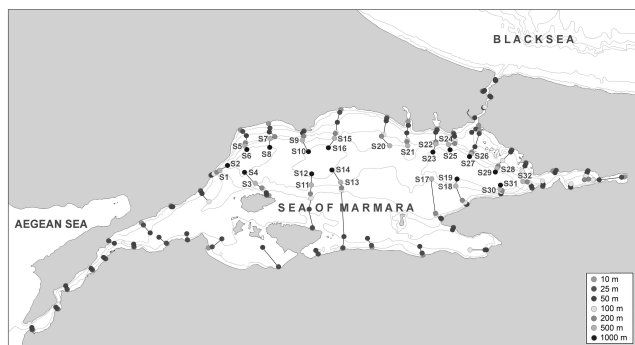 BLACKSEA
AEGEAN SEA
SEA OF MARMARA
S1
S2
S3
S4
S5
S6
S7
S8
S9
S10
S11
S12
S13
S14
S15
S16
S17
S18
S19
S20
S21
S22
S23
S24
S25
S26
S27
S28
S29
S30
S31
S32
10 m
25 m
50 m
100 m
200 m
500 m
1000 m